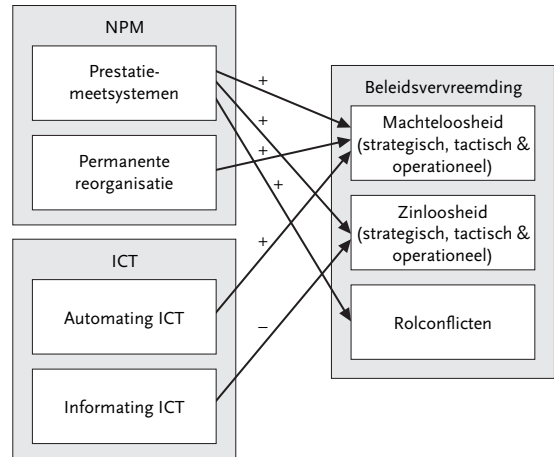 NPM
Prestatie-
meetsystemen
Permanente
reorganisatie
ICT
Automating ICT
Informating ICT
+
+
+
+
+
–
Beleidsvervreemding
Machteloosheid
(strategisch, tactisch &
operationeel)
Zinloosheid
(strategisch, tactisch &
operationeel)
Rolconflicten